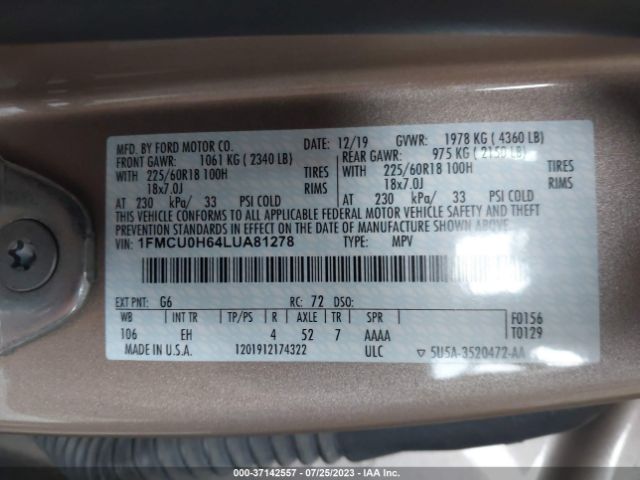 MFD. BY FORD MOTOR CO. DATE: 12/19 GVWR: 1978 KG ( 4360 LB)
FRONT GAWR: 1061 KG ( 2340 LB) REAR GAWR: 975 KG ( 2150 LB)
WITH 225/60R18 100H TIRES WITH 225/60R18 100H TIRES
18x7.0J RIMS 18x7.0J RIMS
AT 230 kPa/ 33 PSI COLD AT 230 kPa/ 33 PSI COLD
THIS VEHICLE CONFORMS TO ALL APPLICABLE FEDERAL MOTOR VEHICLE SAFETY AND THEFT
PREVENTION STANDARDS IN EFFECT ON THE DATE OF MANUFACTURE SHOWN ABOVE.
VIN: 1FMCU0H64LUA81278 TYPE: MPV
EXT PNT: G6 RC: 72 DSO:
WB INT TR TP/PS R AXLE TR SPR F0156
106 EH 4 52 7 AAAA T0129
MADE IN U.S.A. 1201912174322 ULC ▽ 5U5A-3520472-AA
000-37142557 - 07/25/2023 - IAA Inc.